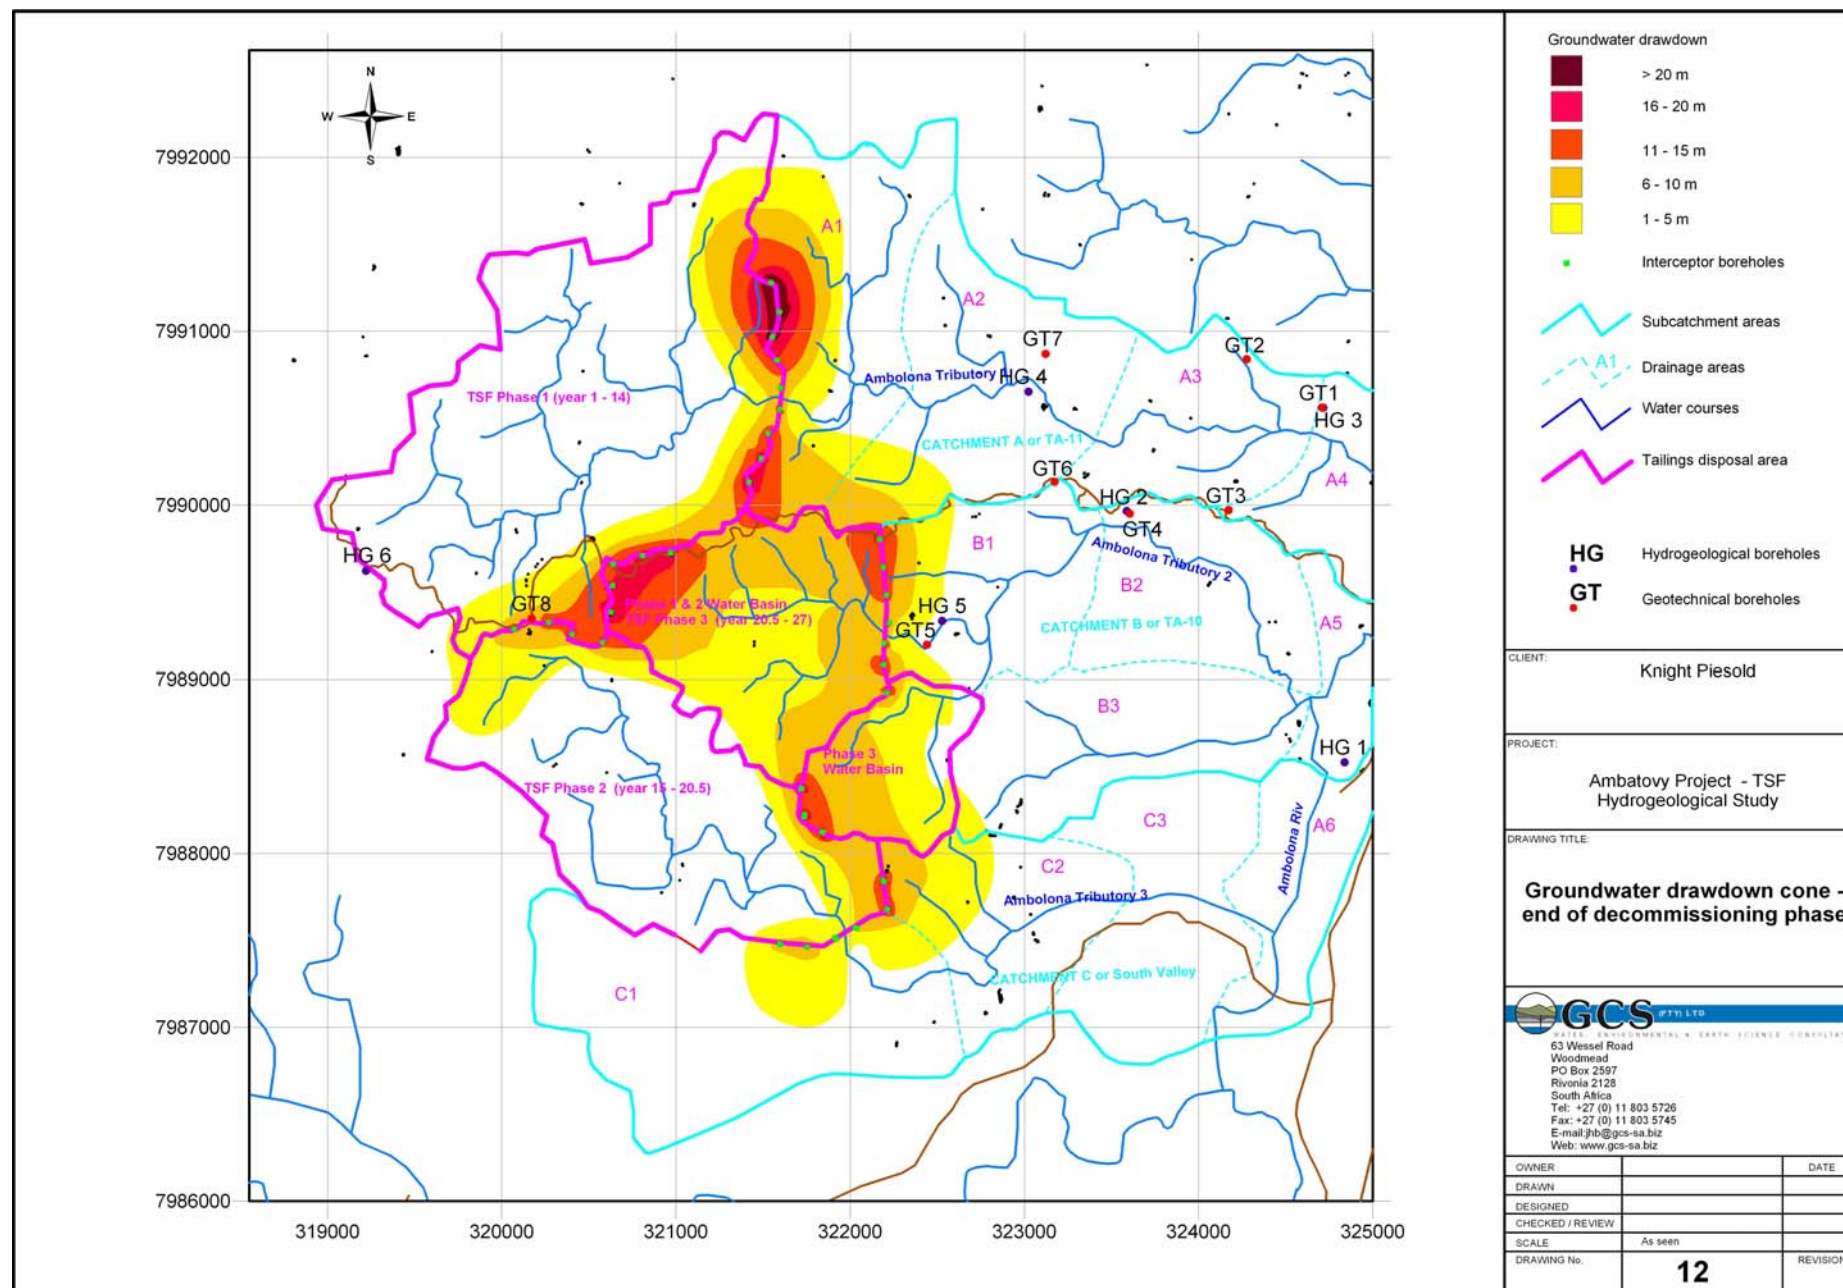 N
W E
S
7992000
7991000
7990000
7989000
7988000
7987000
7986000
319000 320000 321000 322000 323000 324000 325000
A1
A2
GT7
GT2
Ambolona Tributory
HG 4
A3
GT1
HG 3
TSF Phase 1 (year 1 - 14)
CATCHMENT A or TA-11
GT6
A4
HG 2
GT3
GT4
B1
Ambolona Tributory 2
B2
HG 6
GT8
Phase 1 & 2 Water Basin
TSF Phase 3 (year 20.5 - 27)
HG 5
GT5
CATCHMENT B or TA-10
A5
B3
HG 1
Phase 3
Water Basin
TSF Phase 2 (year 15 - 20.5)
C3
A6
Ambolona Riv
C2
Ambolona Tributory 3
CATCHMENT C or South Valley
C1
Groundwater drawdown
> 20 m
16 - 20 m
11 - 15 m
6 - 10 m
1 - 5 m
Interceptor boreholes
Subcatchment areas
A1 Drainage areas
Water courses
Tailings disposal area
HG Hydrogeological boreholes
GT Geotechnical boreholes
CLIENT:
Knight Piesold
PROJECT:
Ambatovy Project - TSF
Hydrogeological Study
DRAWING TITLE:
Groundwater drawdown cone -
end of decommissioning phase
GCS (PTY) LTD
63 Wessel Road
Woodmead
PO Box 2597
Rivonia 2128
South Africa
Tel: +27 (0) 11 803 5726
Fax: +27 (0) 11 803 5745
E-mail:jhb@gcs-sa.biz
Web: www.gcs-sa.biz
OWNER DATE
DRAWN
DESIGNED
CHECKED / REVIEW
SCALE As seen
DRAWING No. 12 REVISION